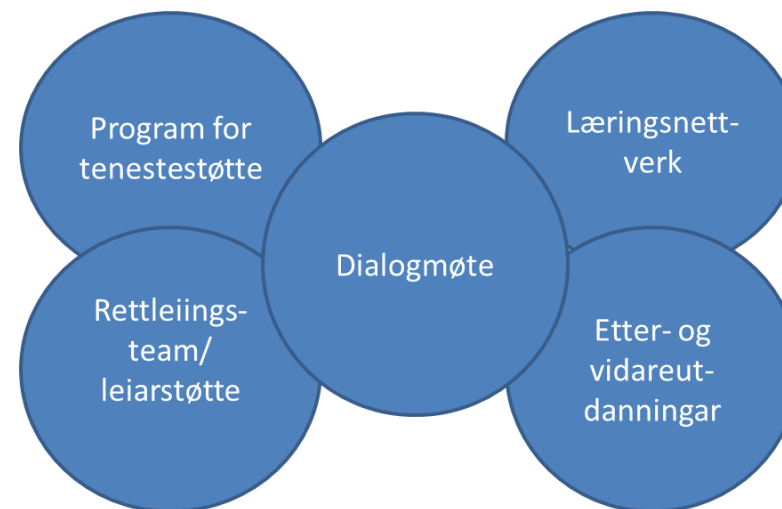 Program for
tenestestøtte
Læringsnett-
verk
Dialogmøte
Rettleiings-
team/
leiarstøtte
Etter- og
vidareut-
danningar